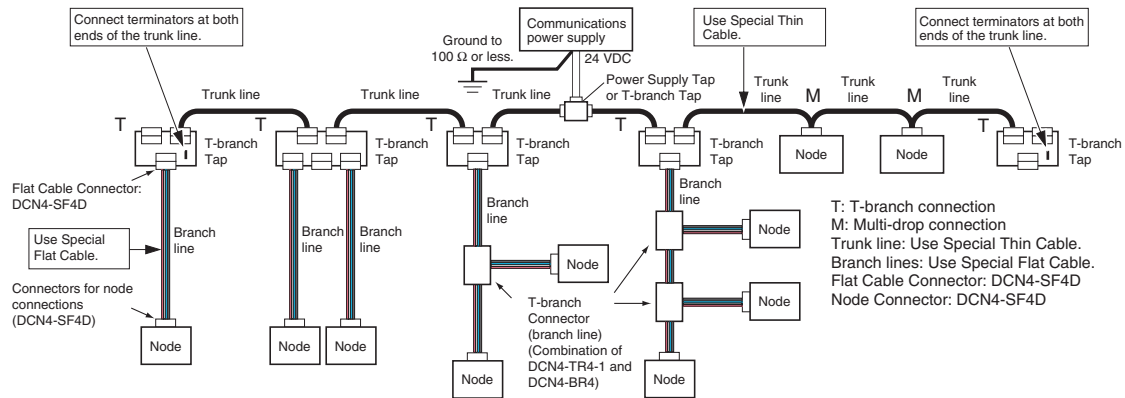 Connect terminators at both
ends of the trunk line.
Communications
power supply
Ground to
100 Ω or less.
24 VDC
Use Special Thin
Cable.
Connect terminators at both
ends of the trunk line.
Power Supply Tap
or T-branch Tap
Trunk line
Trunk line
Trunk line
Trunk
line
M
Trunk
line
M
Trunk
line
T
T
T
T
T
T-branch
Tap
T-branch
Tap
T-branch
Tap
T-branch
Tap
Node
Node
T-branch
Tap
Flat Cable Connector:
DCN4-SF4D
Use Special
Flat Cable.
Branch
line
Branch
line
Branch
line
Branch
line
Connectors for node
connections
(DCN4-SF4D)
Node
Node
Node
Node
Node
T-branch
Connector
(branch line)
(Combination of
DCN4-TR4-1 and
DCN4-BR4)
Node
Node
Node
T: T-branch connection
M: Multi-drop connection
Trunk line: Use Special Thin Cable.
Branch lines: Use Special Flat Cable.
Flat Cable Connector: DCN4-SF4D
Node Connector: DCN4-SF4D